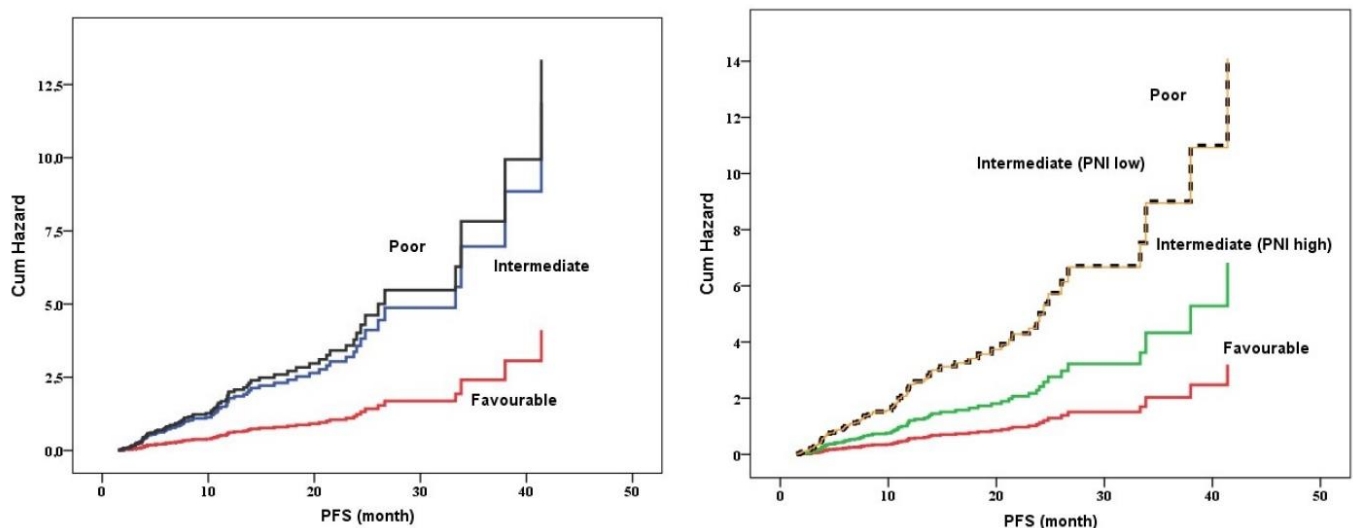 12.5
10.0
7.5
5.0
2.5
0.0
Cum Hazard
Poor
Intermediate
Favourable
0 10 20 30 40 50
PFS (month)
14
12
10
8
6
4
2
0
Cum Hazard
Poor
Intermediate (PNI low)
Intermediate (PNI high)
Favourable
0 10 20 30 40 50
PFS (month)